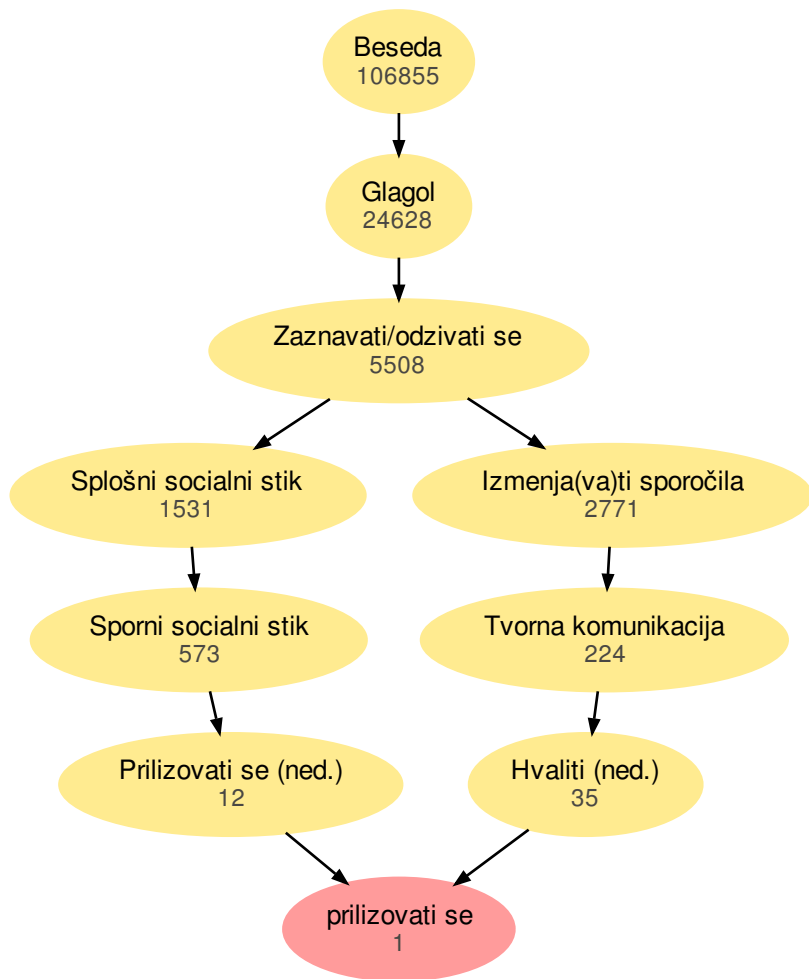 Beseda
106855
Glagol
24628
Zaznavati/odzivati se
5508
Splošni socialni stik
1531
Izmenja(va)ti sporočila
2771
Sporni socialni stik
573
Tvorna komunikacija
224
Prilizovati se (ned.)
12
Hvaliti (ned.)
35
prilizovati se
1